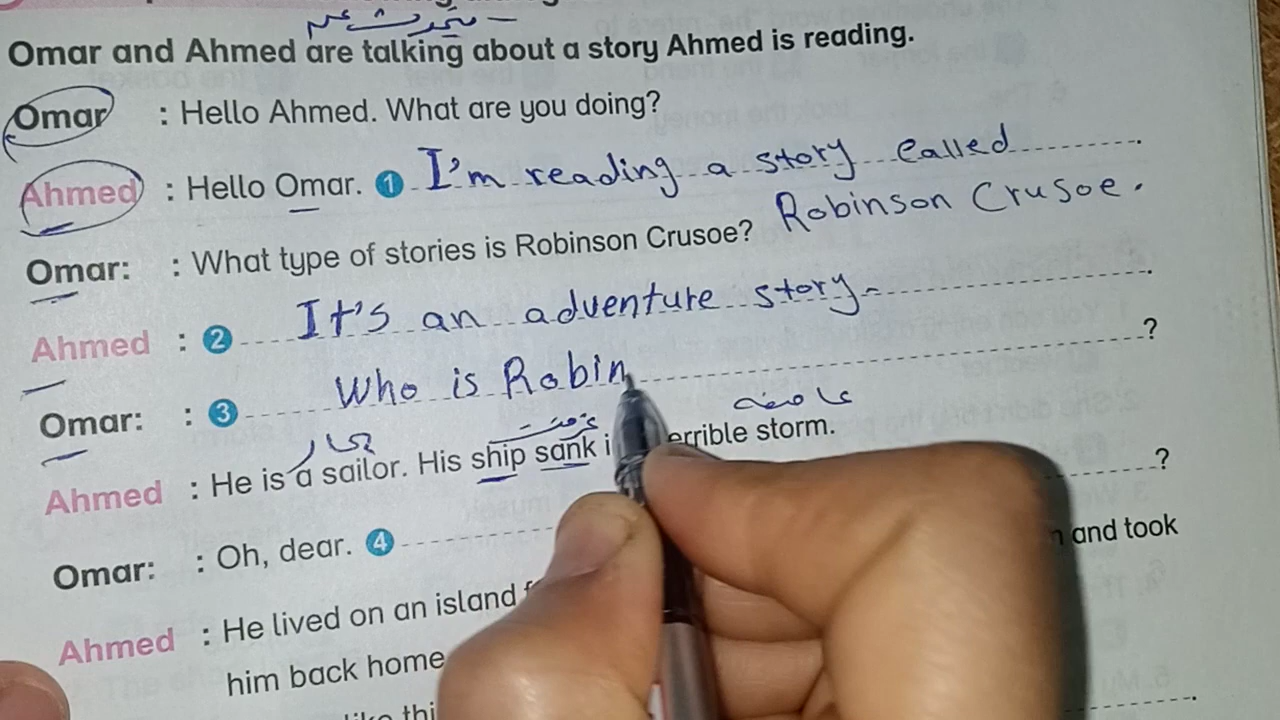 Omar and Ahmed are talking about a story Ahmed is reading.
Omar : Hello Ahmed. What are you doing?
Ahmed : Hello Omar. 1 I'm reading a story called
Robinson Crusoe.
Omar: : What type of stories is Robinson Crusoe?
Ahmed : 2 It's an adventure story.
Omar: : 3 Who is Robin ?
عاصفة
Ahmed : He is a sailor. His ship sank i errible storm.
Omar: : Oh, dear. 4 ?
Ahmed : He lived on an island and took
him back home